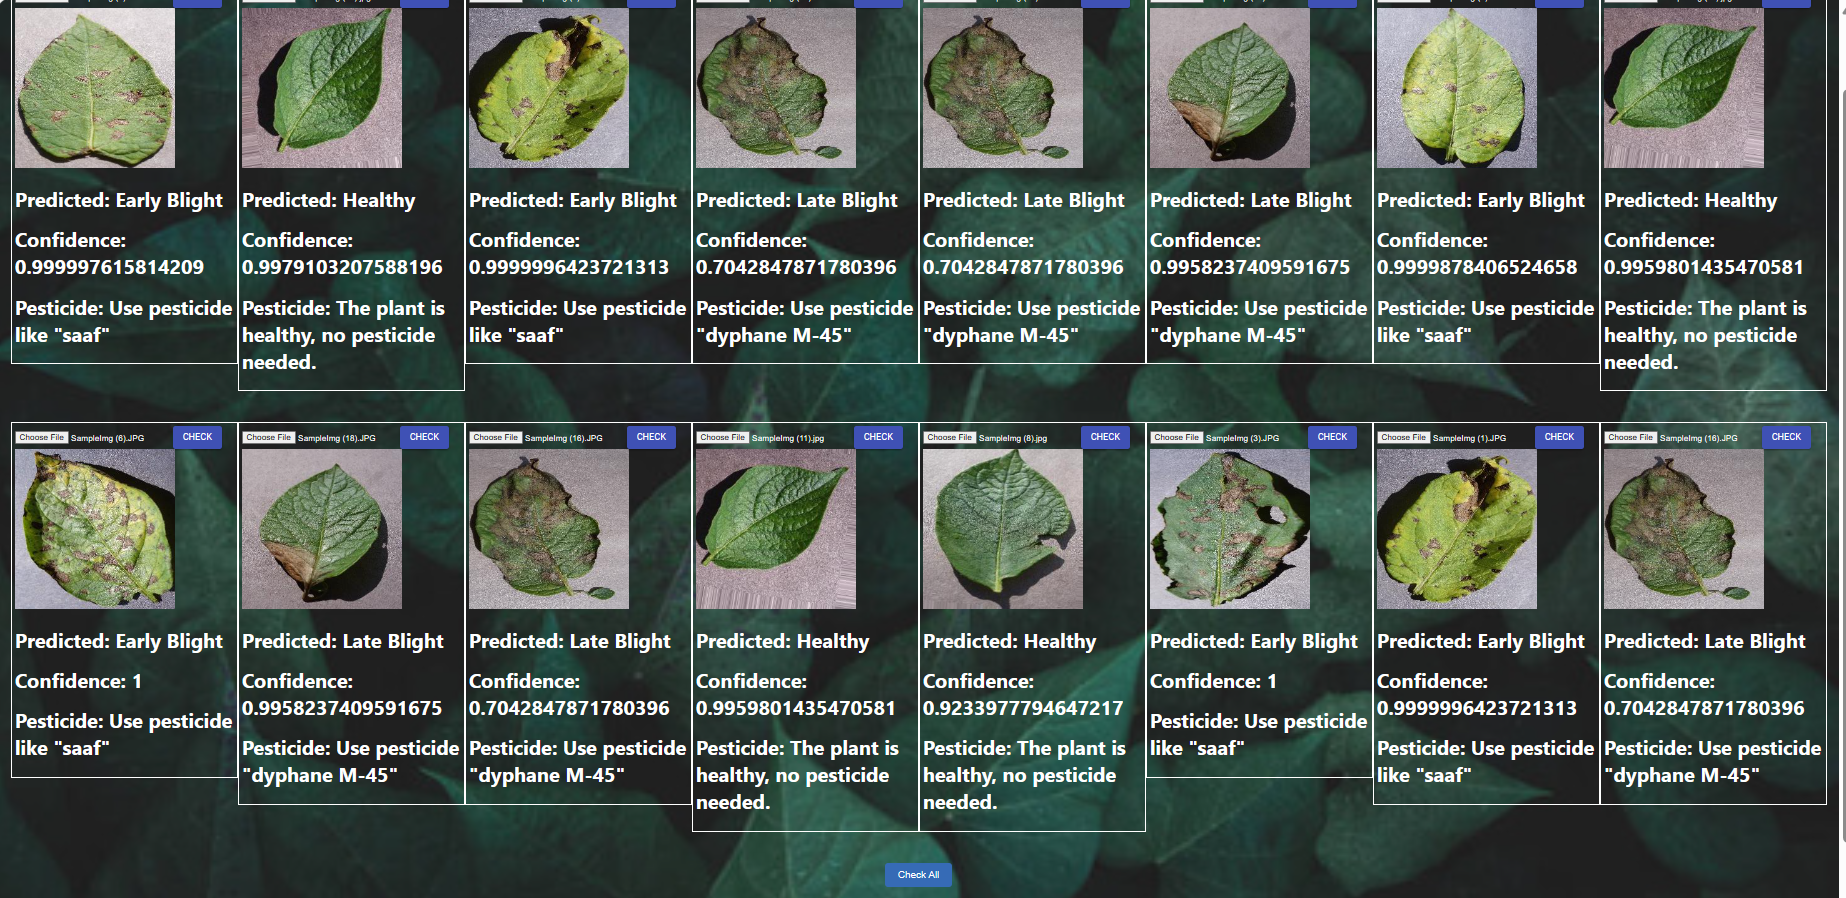 Predicted: Early Blight
Confidence:
0.999997615814209
Pesticide: Use pesticide
like "saaf"
Predicted: Healthy
Confidence:
0.9979103207588196
Pesticide: The plant is
healthy, no pesticide
needed.
Predicted: Early Blight
Confidence:
0.9999996423721313
Pesticide: Use pesticide
like "saaf"
Predicted: Late Blight
Confidence:
0.7042847871780396
Pesticide: Use pesticide
"dyphane M-45"
Predicted: Late Blight
Confidence:
0.7042847871780396
Pesticide: Use pesticide
"dyphane M-45"
Predicted: Late Blight
Confidence:
0.9958237409591675
Pesticide: Use pesticide
"dyphane M-45"
Predicted: Early Blight
Confidence:
0.9999878406524658
Pesticide: Use pesticide
like "saaf"
Predicted: Healthy
Confidence:
0.9959801435470581
Pesticide: The plant is
healthy, no pesticide
needed.
Choose File SampleImg (6).JPG CHECK
Predicted: Early Blight
Confidence: 1
Pesticide: Use pesticide
like "saaf"
Choose File SampleImg (18).JPG CHECK
Predicted: Late Blight
Confidence:
0.9958237409591675
Pesticide: Use pesticide
"dyphane M-45"
Choose File SampleImg (16).JPG CHECK
Predicted: Late Blight
Confidence:
0.7042847871780396
Pesticide: Use pesticide
"dyphane M-45"
Choose File SampleImg (11).jpg CHECK
Predicted: Healthy
Confidence:
0.9959801435470581
Pesticide: The plant is
healthy, no pesticide
needed.
Choose File SampleImg (8).jpg CHECK
Predicted: Healthy
Confidence:
0.9233977794647217
Pesticide: The plant is
healthy, no pesticide
needed.
Choose File SampleImg (3).JPG CHECK
Predicted: Early Blight
Confidence: 1
Pesticide: Use pesticide
like "saaf"
Choose File SampleImg (1).JPG CHECK
Predicted: Early Blight
Confidence:
0.9999996423721313
Pesticide: Use pesticide
like "saaf"
Choose File SampleImg (16).JPG CHECK
Predicted: Late Blight
Confidence:
0.7042847871780396
Pesticide: Use pesticide
"dyphane M-45"
Check All